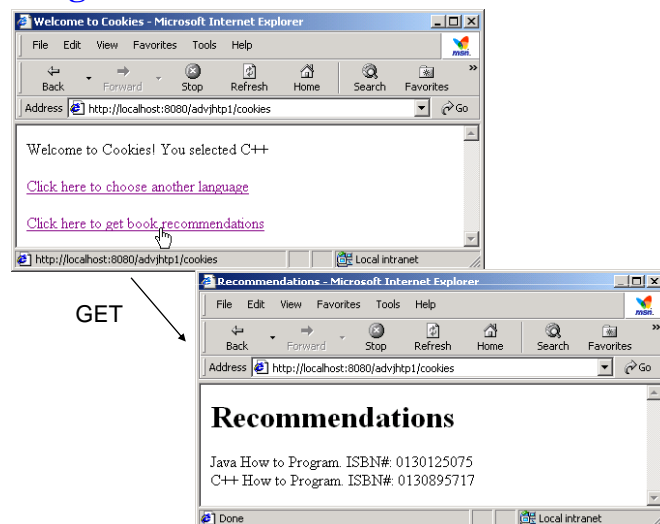 Welcome to Cookies - Microsoft Internet Explorer
File Edit View Favorites Tools Help
msn.
Back Forward Stop Refresh Home Search Favorites »
Address http://localhost:8080/advjhtp1/cookies Go
Welcome to Cookies! You selected C++
Click here to choose another language
Click here to get book recommendations
http://localhost:8080/advjhtp1/cookies Local intranet
GET
Recommendations - Microsoft Internet Explorer
File Edit View Favorites Tools Help
msn.
Back Forward Stop Refresh Home Search Favorites »
Address http://localhost:8080/advjhtp1/cookies Go
Recommendations
Java How to Program. ISBN#: 0130125075
C++ How to Program. ISBN#: 0130895717
Done Local intranet